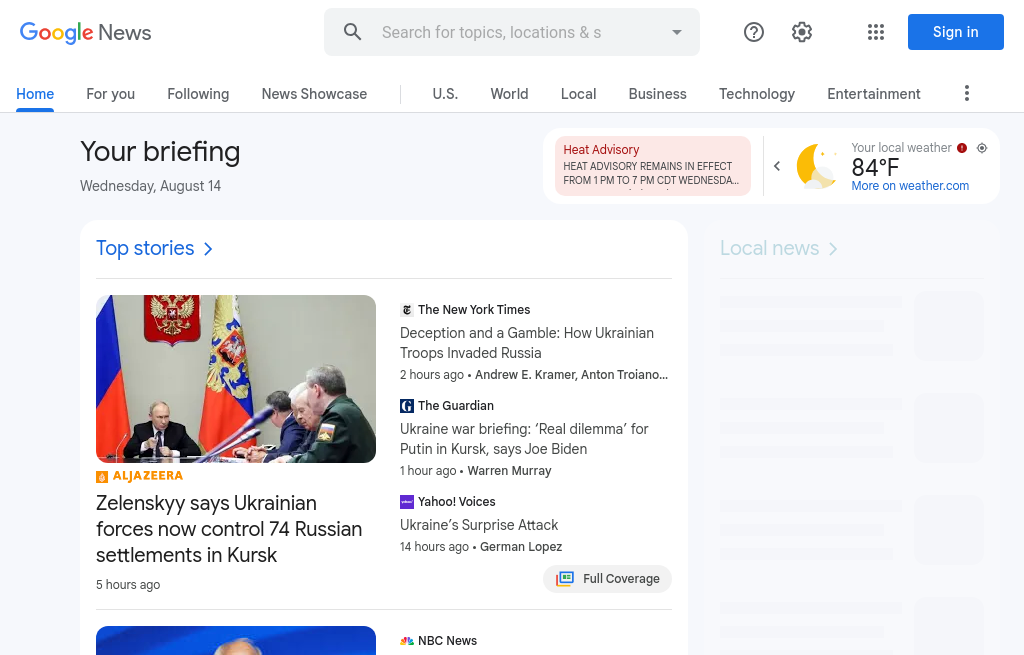 Google News
Search for topics, locations & s
Sign in
Home
For you
Following
News Showcase
U.S.
World
Local
Business
Technology
Entertainment
Your briefing
Wednesday, August 14
Heat Advisory
HEAT ADVISORY REMAINS IN EFFECT
FROM 1 PM TO 7 PM CDT WEDNESDA…
Your local weather
84°F
More on weather.com
Top stories
Local news
ALJAZEERA
Zelenskyy says Ukrainian
forces now control 74 Russian
settlements in Kursk
5 hours ago
The New York Times
Deception and a Gamble: How Ukrainian
Troops Invaded Russia
2 hours ago • Andrew E. Kramer, Anton Troiano…
The Guardian
Ukraine war briefing: ‘Real dilemma’ for
Putin in Kursk, says Joe Biden
1 hour ago • Warren Murray
Yahoo! Voices
Ukraine’s Surprise Attack
14 hours ago • German Lopez
Full Coverage
NBC News